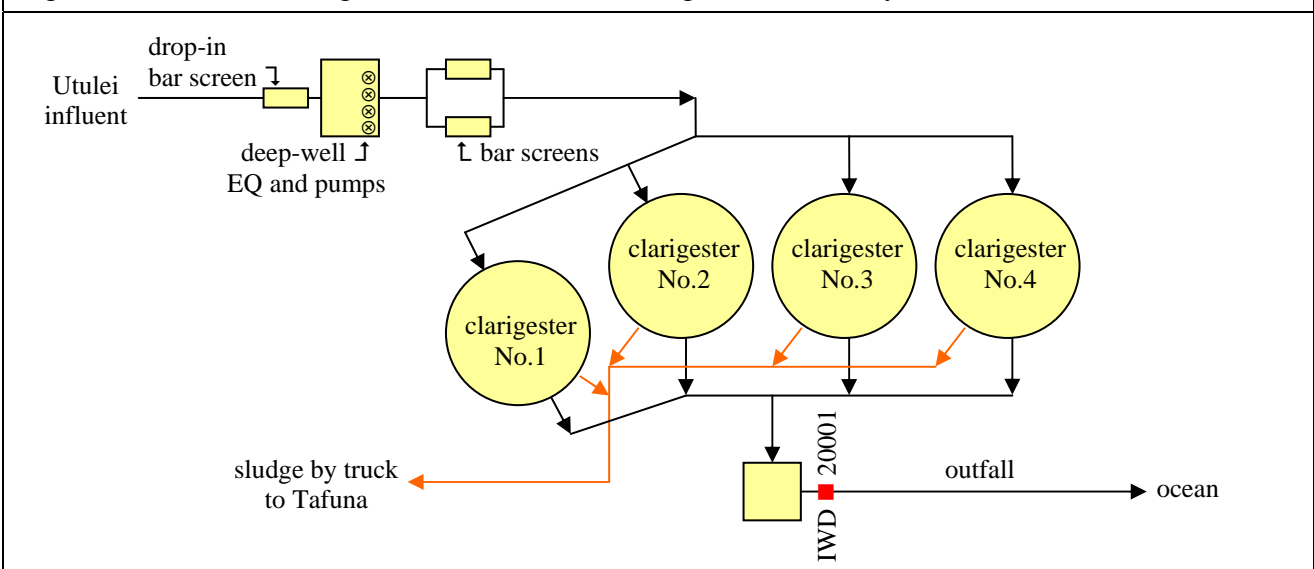 drop-in
bar screen
Utulei
influent
deep-well
EQ and pumps
bar screens
clarigester
No.1
clarigester
No.2
clarigester
No.3
clarigester
No.4
sludge by truck
to Tafuna
IWD 20001
outfall
ocean